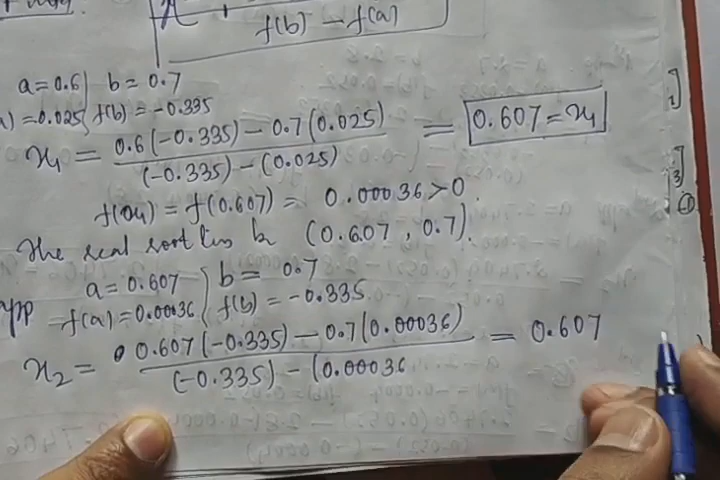 f(b) - f(a)
a = 0.6 b = 0.7
) = 0.025 f(b) = -0.335
x₁ = 0.6(-0.335) - 0.7(0.025) / (-0.335) - (0.025) = 0.607 = x₁
f(x₁) = f(0.607) = 0.00036 > 0.
The real root lies b/n (0.607, 0.7).
app a = 0.607 b = 0.7
f(a) = 0.00036 f(b) = -0.335
x₂ = 0.607(-0.335) - 0.7(0.00036) / (-0.335) - (0.00036 = 0.607